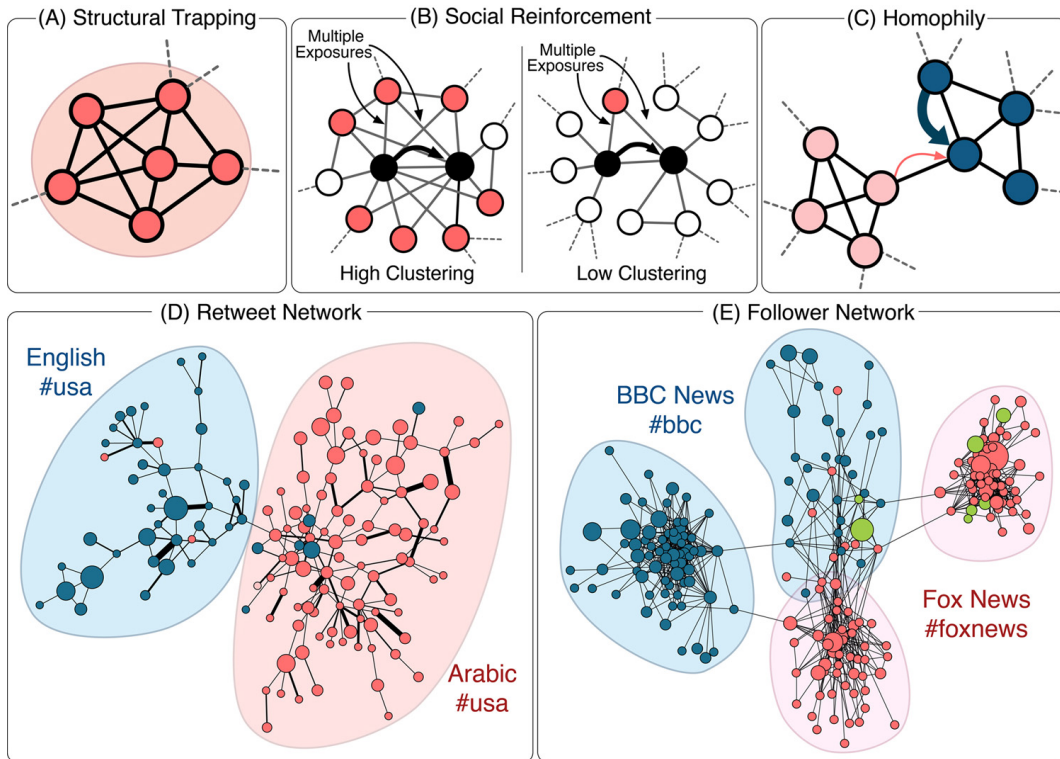 (A) Structural Trapping
(B) Social Reinforcement
Multiple
Exposures
High Clustering
Multiple
Exposures
Low Clustering
(C) Homophily
(D) Retweet Network
English
#usa
Arabic
#usa
(E) Follower Network
BBC News
#bbc
Fox News
#foxnews